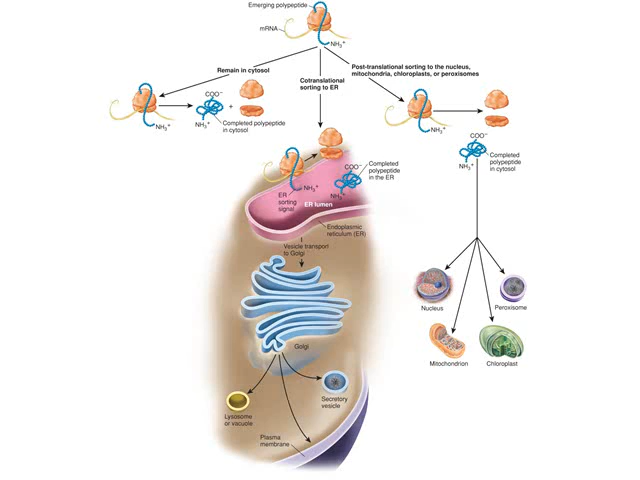 Emerging polypeptide
mRNA
NH₃⁺
Remain in cytosol
Cotranslational
sorting to ER
Post-translational sorting to the nucleus,
mitochondria, chloroplasts, or peroxisomes
NH₃⁺
COO⁻
+
NH₃⁺
Completed polypeptide
in cytosol
NH₃⁺
COO⁻
NH₃⁺
Completed
polypeptide
in cytosol
COO⁻
NH₃⁺
NH₃⁺
Completed
polypeptide
in the ER
ER
sorting
signal
ER lumen
Endoplasmic
reticulum (ER)
Vesicle transport
to Golgi
Golgi
Nucleus
Peroxisome
Mitochondrion
Chloroplast
Lysosome
or vacuole
Secretory
vesicle
Plasma
membrane